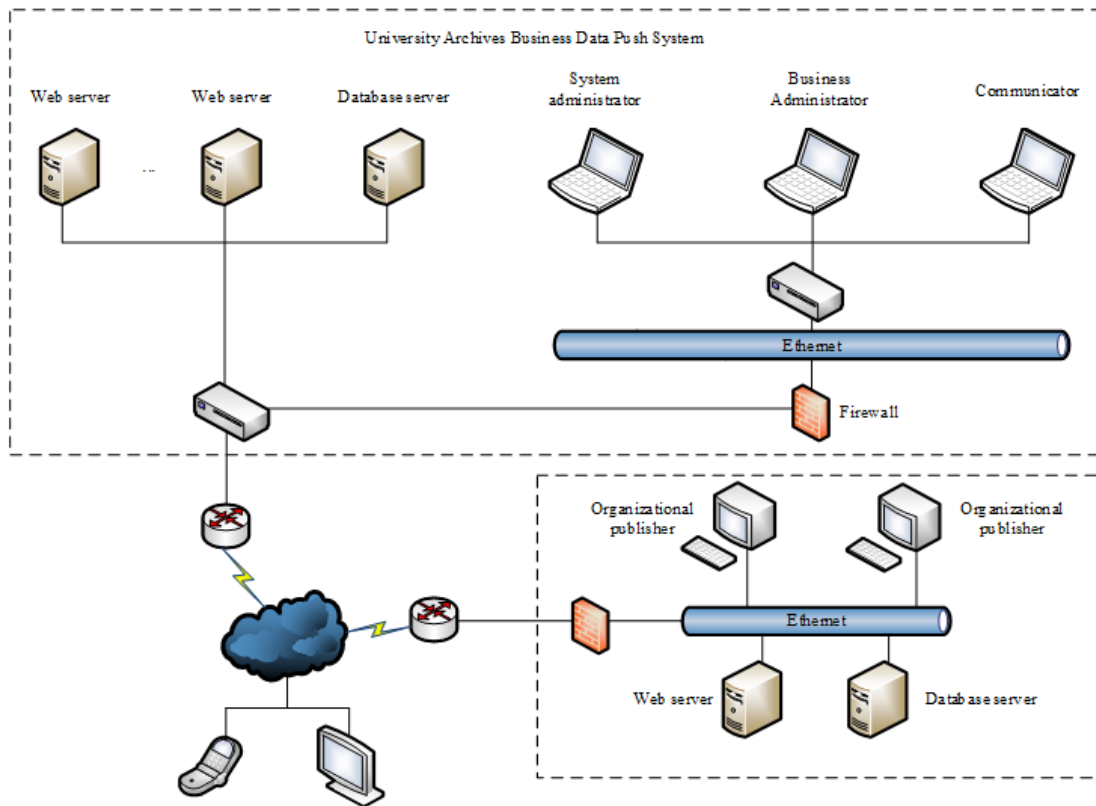 University Archives Business Data Push System
Web server
Web server
Database server
System
administrator
Business
Administrator
Communicator
...
Ethernet
Firewall
Organizational
publisher
Organizational
publisher
Ethernet
Web server
Database server